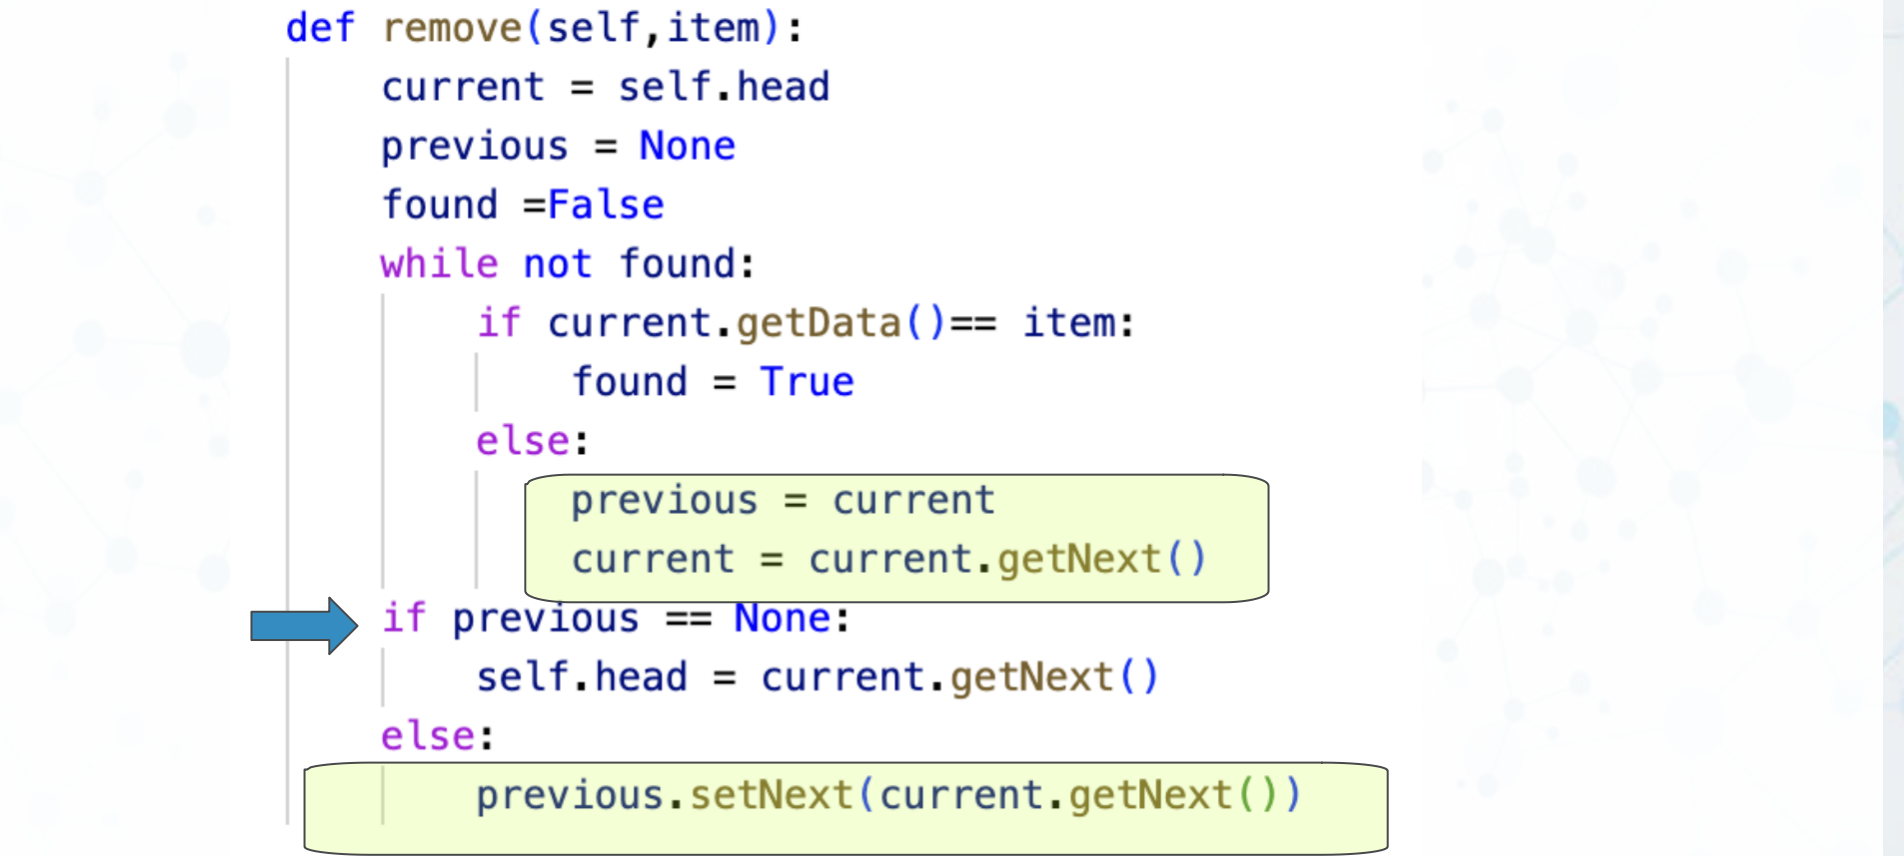 def remove(self,item):
    current = self.head
    previous = None
    found =False
    while not found:
        if current.getData()== item:
            found = True
        else:
            previous = current
            current = current.getNext()
    if previous == None:
        self.head = current.getNext()
    else:
        previous.setNext(current.getNext())